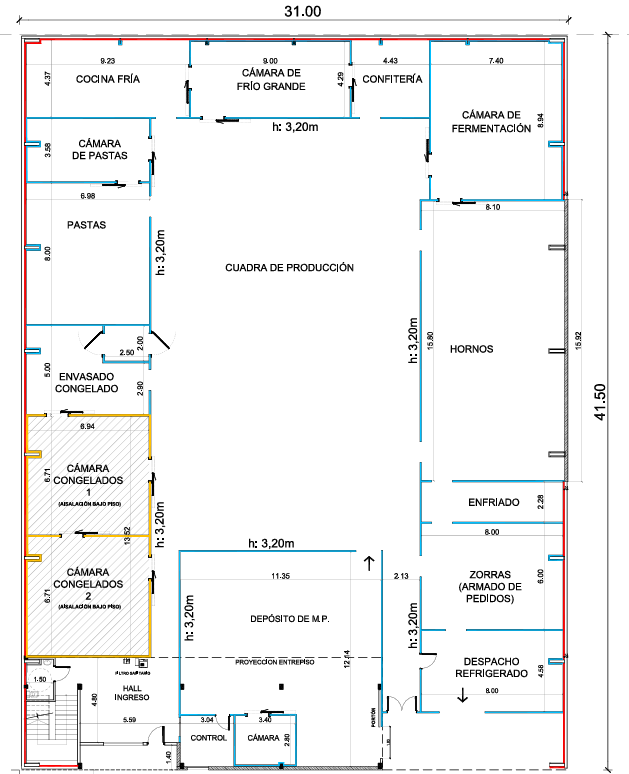 31.00
9.23
9.00
4.43
7.40
4.37
COCINA FRÍA
CÁMARA DE
FRÍO GRANDE
4.29
CONFITERÍA
h: 3,20m
CÁMARA DE
FERMENTACIÓN
8.94
3.58
CÁMARA
DE PASTAS
6.98
PASTAS
8.00
h: 3,20m
CUADRA DE PRODUCCIÓN
8.10
h: 3,20m
15.80
HORNOS
15.92
41.50
2.00
2.50
5.00
ENVASADO
CONGELADO
2.90
6.94
CÁMARA
CONGELADOS
1
(AISALACIÓN BAJO PISO)
6.71
h: 3,20m
13.52
ENFRIADO
2.28
8.00
CÁMARA
CONGELADOS
2
(AISALACIÓN BAJO PISO)
6.71
h: 3,20m
11.35
2.13
ZORRAS
(ARMADO DE
PEDÍDOS)
6.00
h: 3,20m
DEPÓSITO DE M.P.
h: 3,20m
PROYECCION ENTREPISO
12.14
DESPACHO
REFRIGERADO
4.58
8.00
FILTRO SANITARIO
1.50
HALL
INGRESO
4.80
5.59
3.04
3.40
CONTROL
CÁMARA
2.80
PORTÓN
1.40